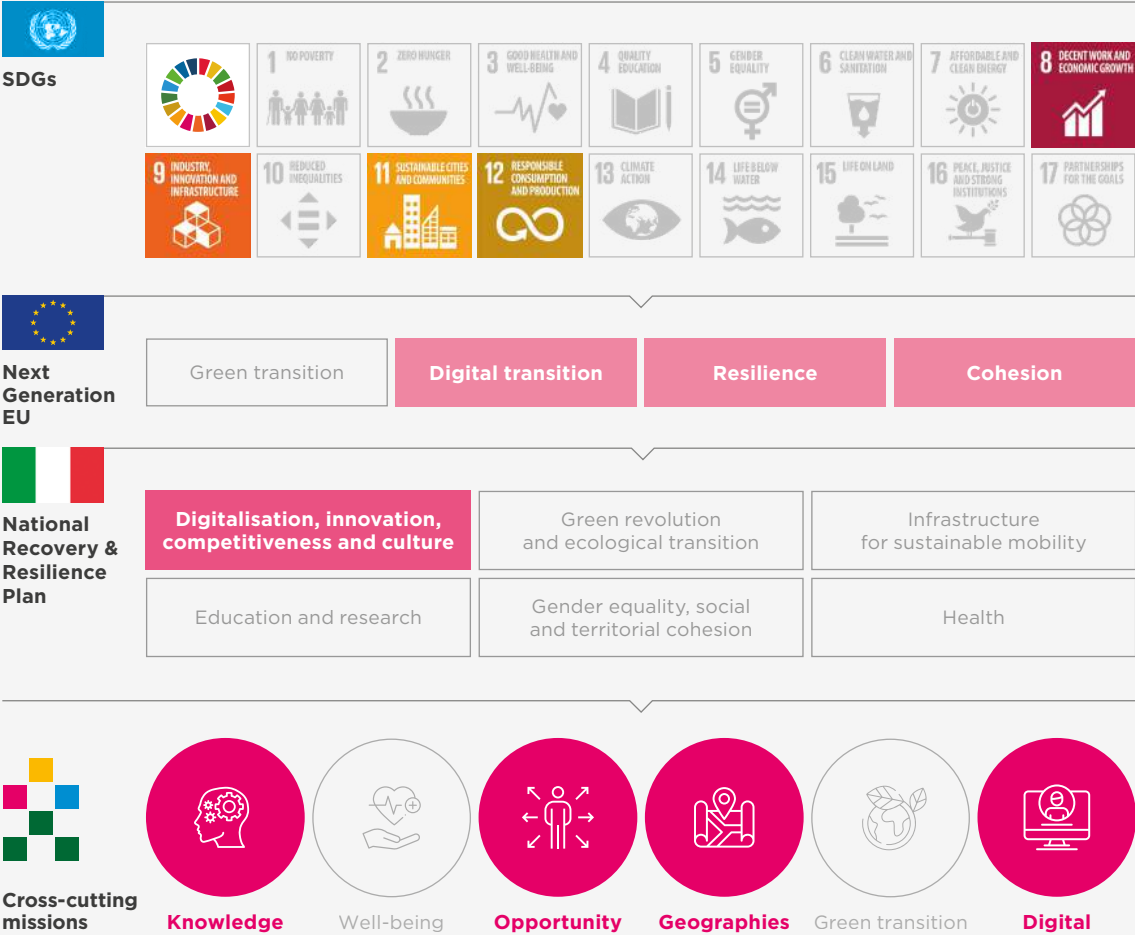 SDGs
1 NO POVERTY
2 ZERO HUNGER
3 GOOD HEALTH AND
WELL-BEING
4 QUALITY
EDUCATION
5 GENDER
EQUALITY
6 CLEAN WATER AND
SANITATION
7 AFFORDABLE AND
CLEAN ENERGY
8 DECENT WORK AND
ECONOMIC GROWTH
9 INDUSTRY,
INNOVATION AND
INFRASTRUCTURE
10 REDUCED
INEQUALITIES
11 SUSTAINABLE CITIES
AND COMMUNITIES
12 RESPONSIBLE
CONSUMPTION
AND PRODUCTION
13 CLIMATE
ACTION
14 LIFE BELOW
WATER
15 LIFE ON LAND
16 PEACE, JUSTICE
AND STRONG
INSTITUTIONS
17 PARTNERSHIPS
FOR THE GOALS
Next
Generation
EU
Green transition
Digital transition
Resilience
Cohesion
National
Recovery &
Resilience
Plan
Digitalisation, innovation,
competitiveness and culture
Green revolution
and ecological transition
Infrastructure
for sustainable mobility
Education and research
Gender equality, social
and territorial cohesion
Health
Cross-cutting
missions
Knowledge
Well-being
Opportunity
Geographies
Green transition
Digital